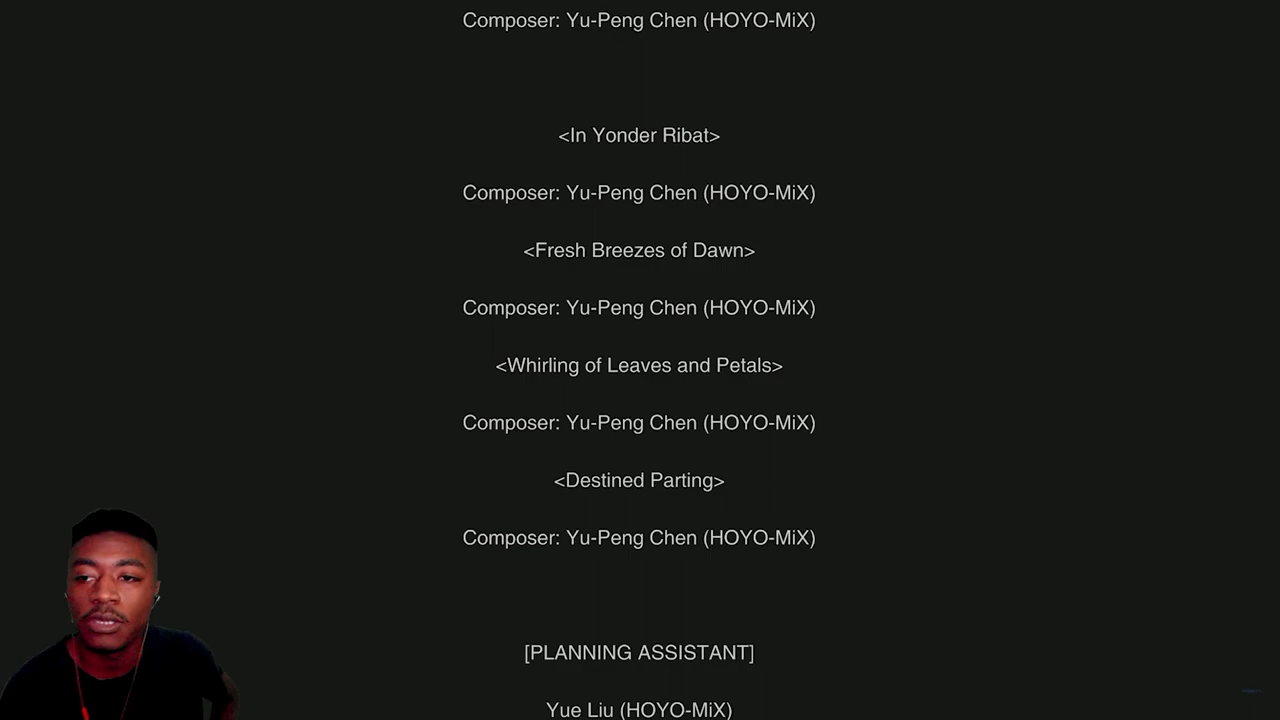 Composer: Yu-Peng Chen (HOYO-MiX)
<In Yonder Ribat>
Composer: Yu-Peng Chen (HOYO-MiX)
<Fresh Breezes of Dawn>
Composer: Yu-Peng Chen (HOYO-MiX)
<Whirling of Leaves and Petals>
Composer: Yu-Peng Chen (HOYO-MiX)
<Destined Parting>
Composer: Yu-Peng Chen (HOYO-MiX)
[PLANNING ASSISTANT]
Yue Liu (HOYO-MiX)